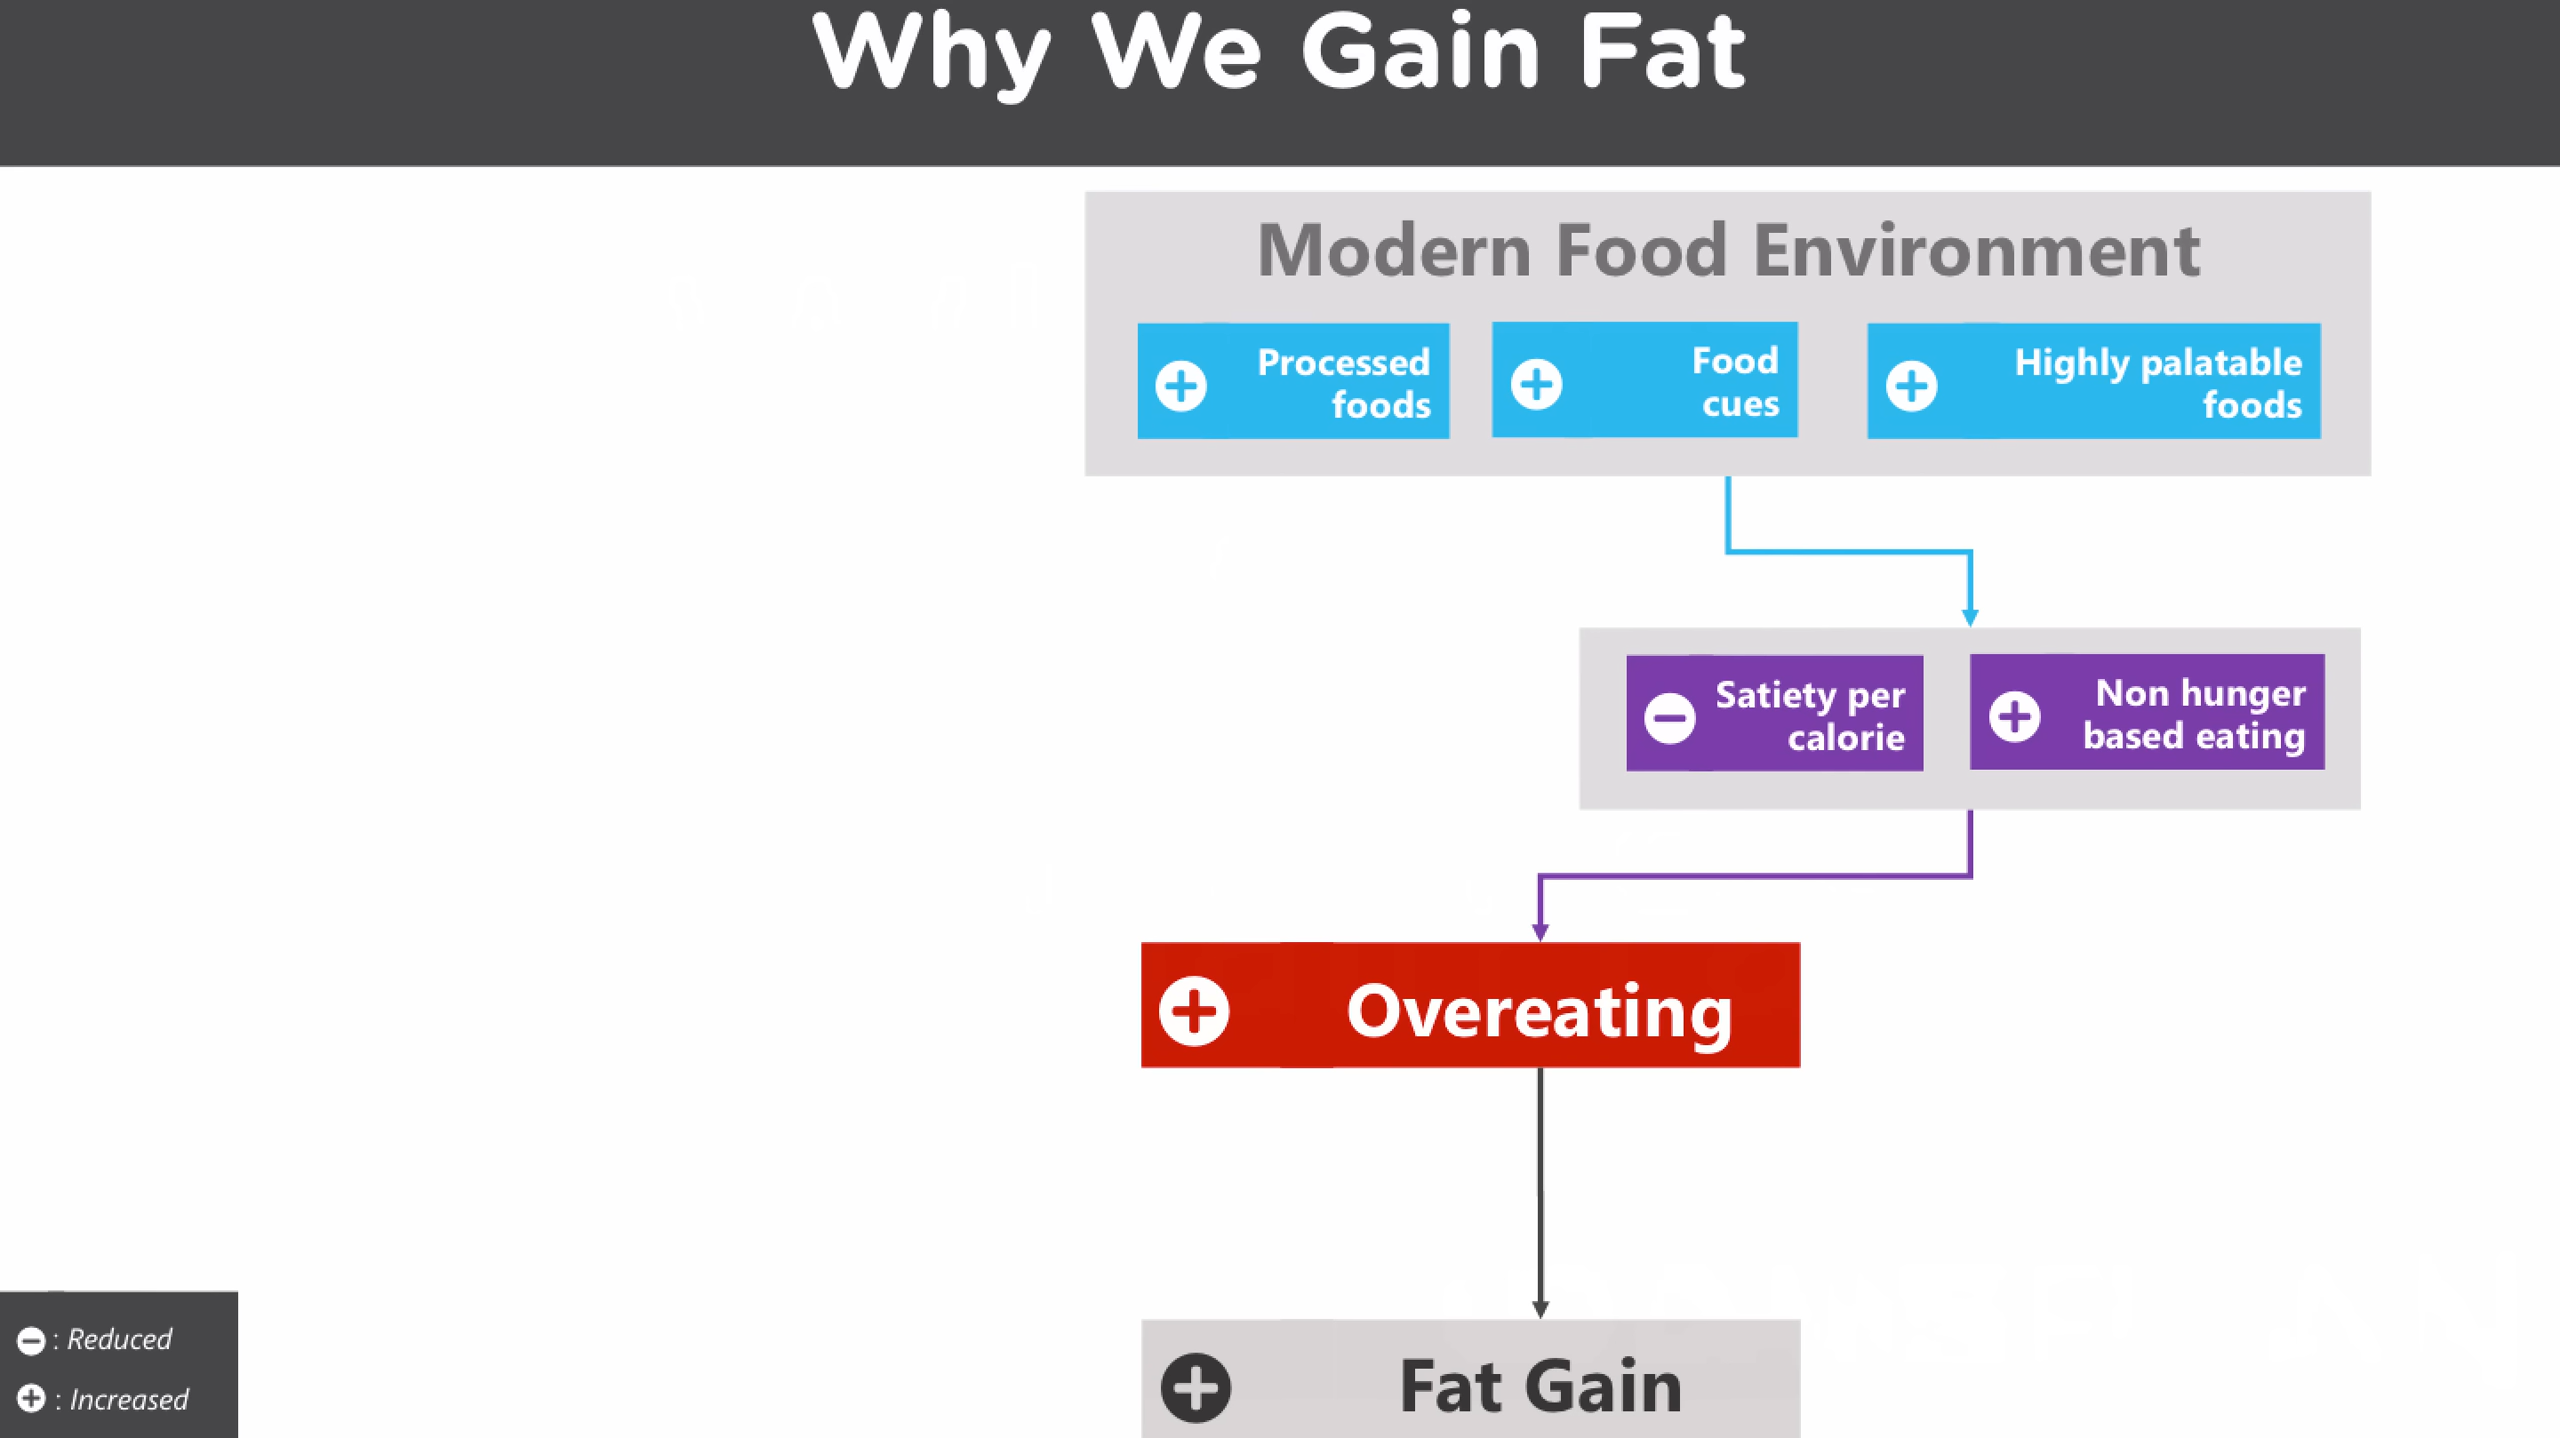 Why We Gain Fat
Modern Food Environment
Processed
foods
Food
cues
Highly palatable
foods
Satiety per
calorie
Non hunger
based eating
Overeating
Fat Gain
: Reduced
: Increased